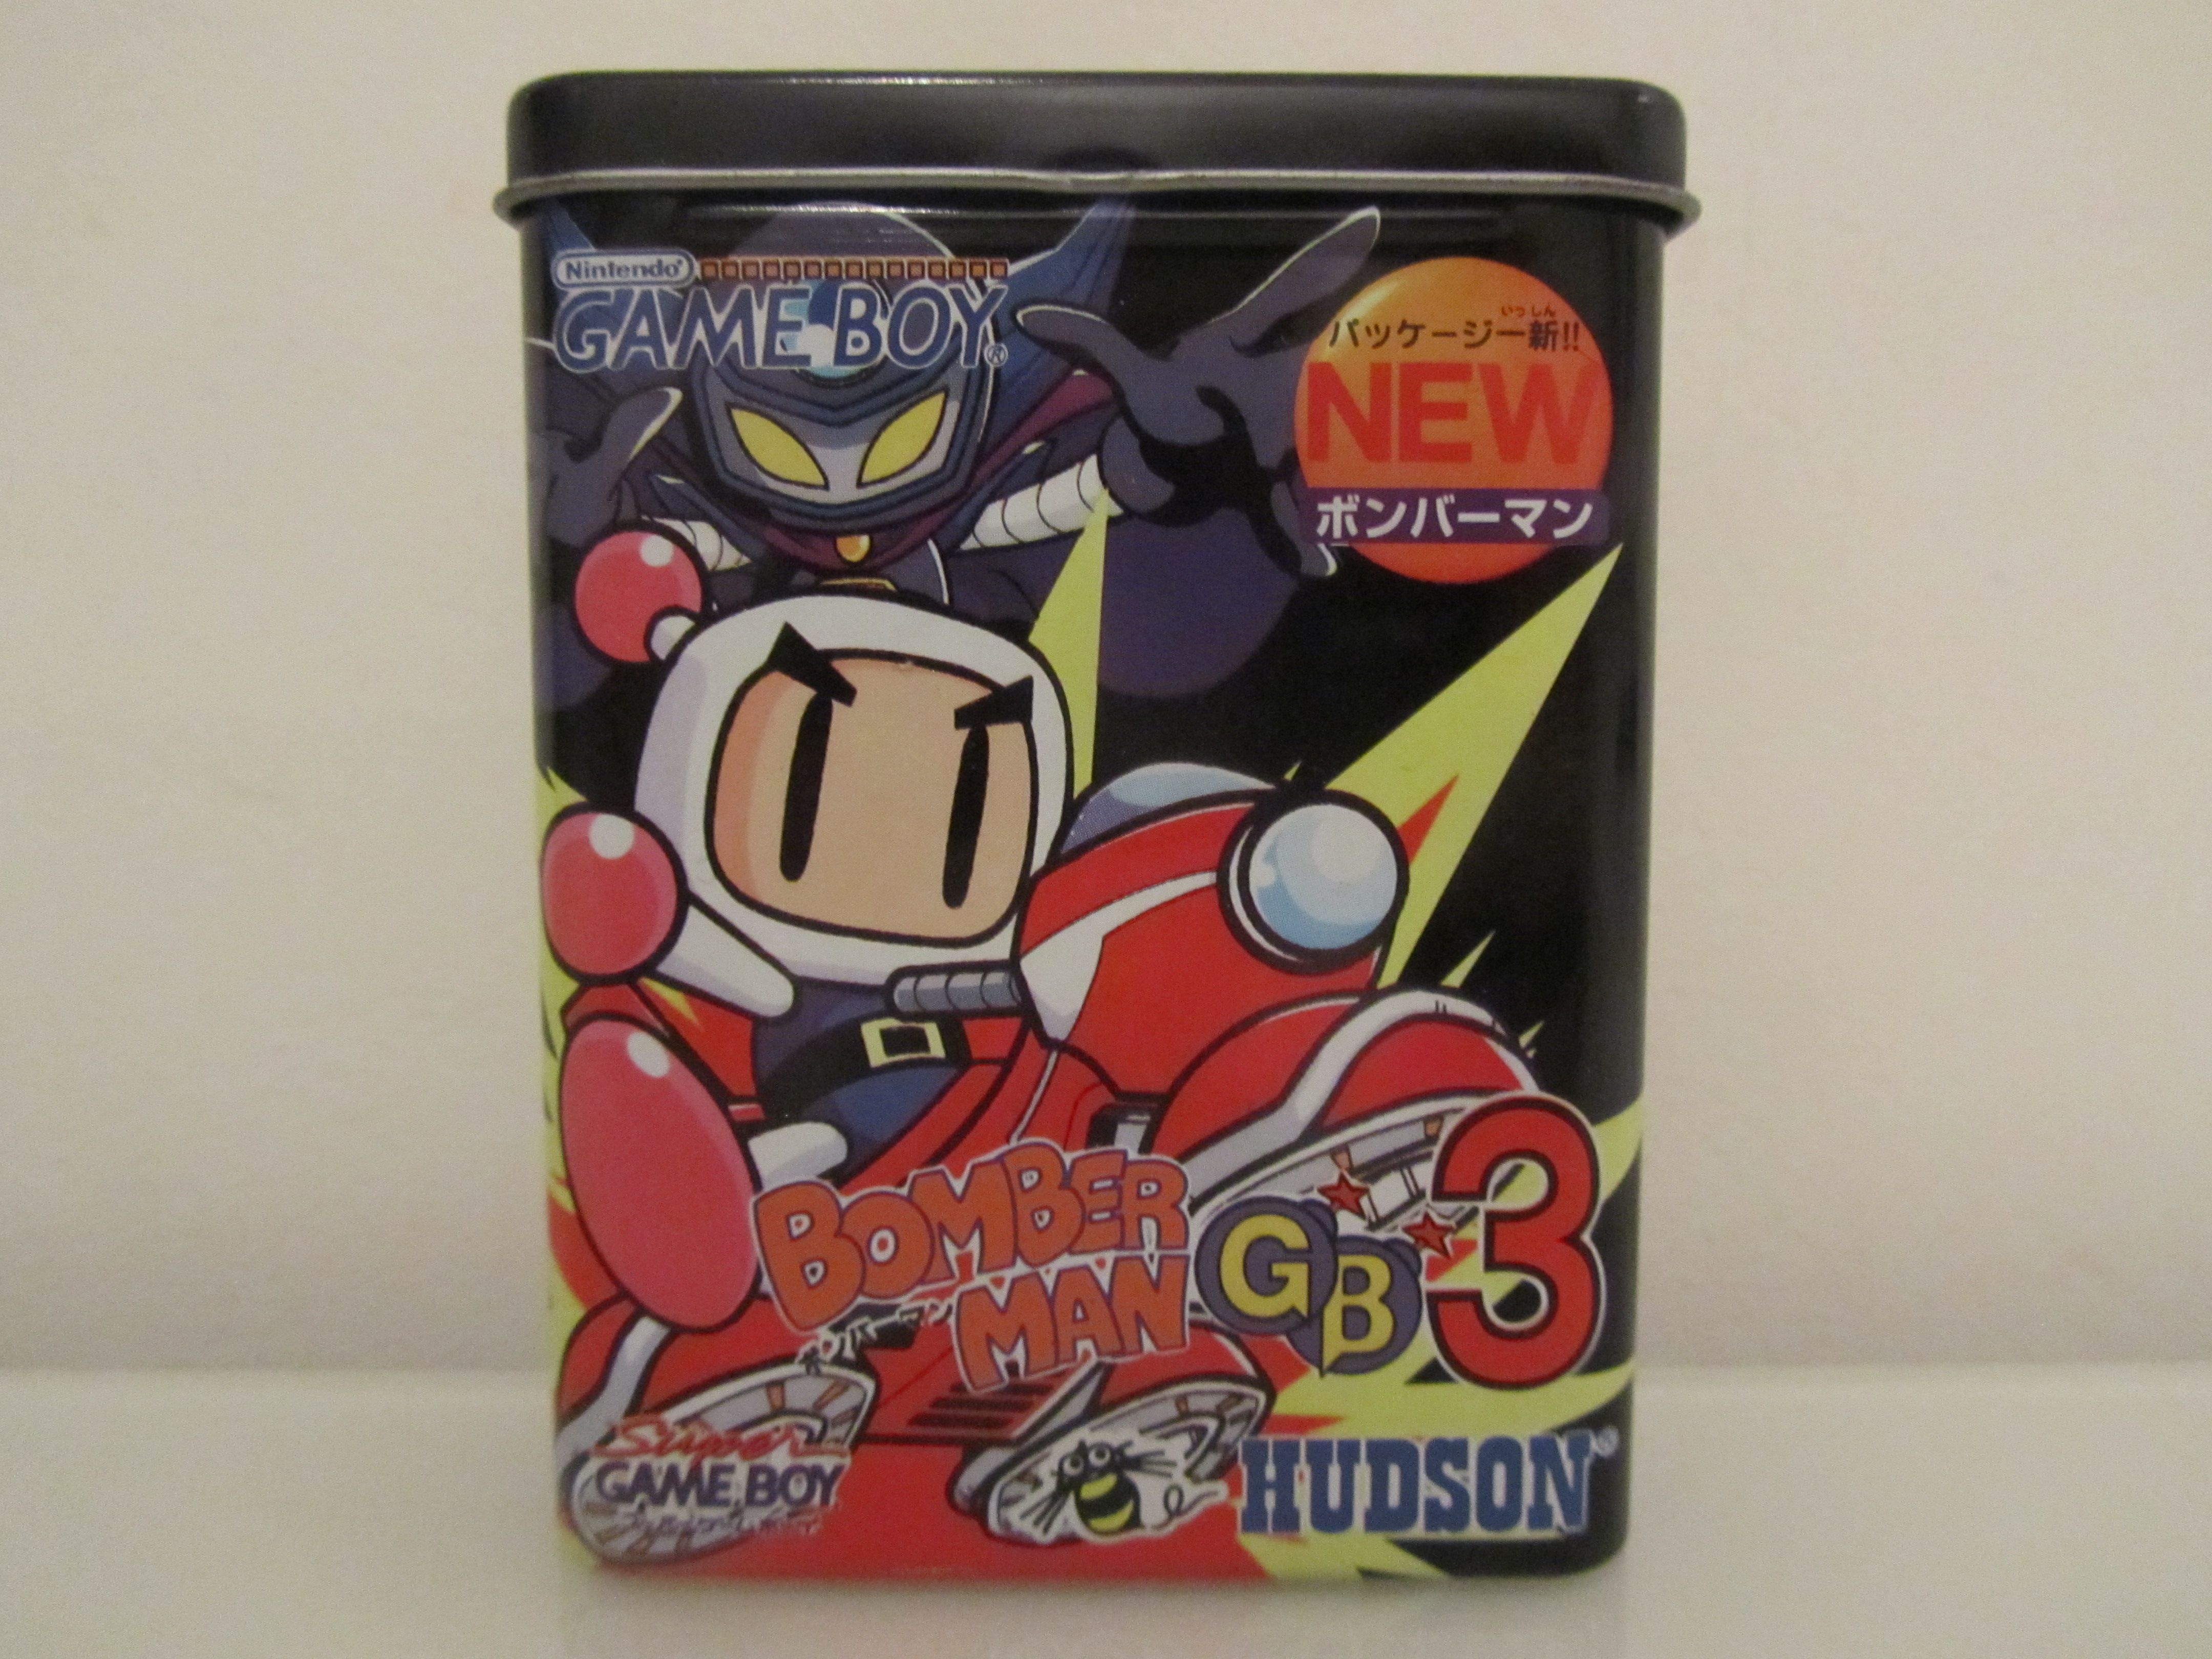 Nintendo
GAME BOY®
いっしん
パッケージ一新!!
NEW
ボンバーマン
BOMBER
MAN
ボンバーマン
GB
3
Super
GAME BOY
HUDSON®